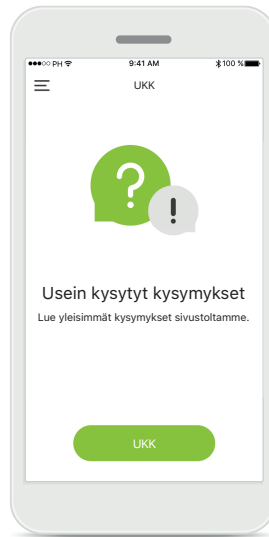 PH 9:41 AM 100 %
UKK
?
!
Usein kysytyt kysymykset
Lue yleisimmät kysymykset sivustoltamme.
UKK